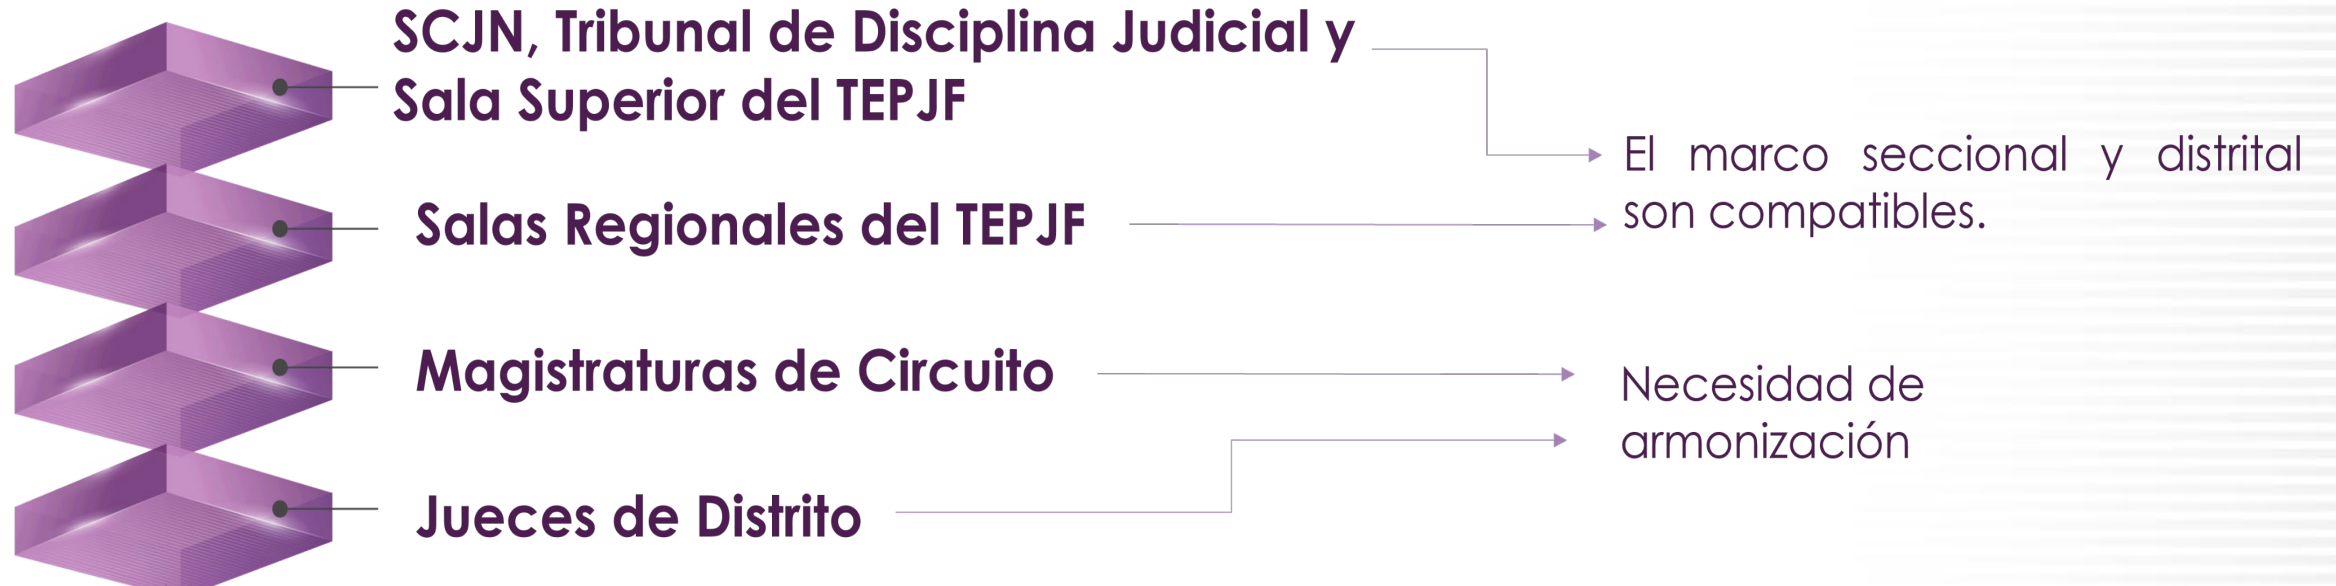 SCJN, Tribunal de Disciplina Judicial y
Sala Superior del TEPJF
El marco seccional y distrital
son compatibles.
Salas Regionales del TEPJF
Magistraturas de Circuito
Necesidad de
armonización
Jueces de Distrito